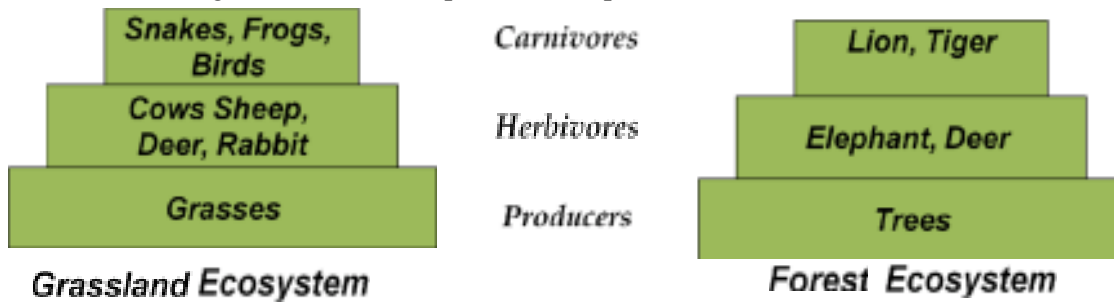 Snakes, Frogs,
Birds
Carnivores
Lion, Tiger
Cows Sheep,
Deer, Rabbit
Herbivores
Elephant, Deer
Grasses
Producers
Trees
Grassland Ecosystem
Forest Ecosystem